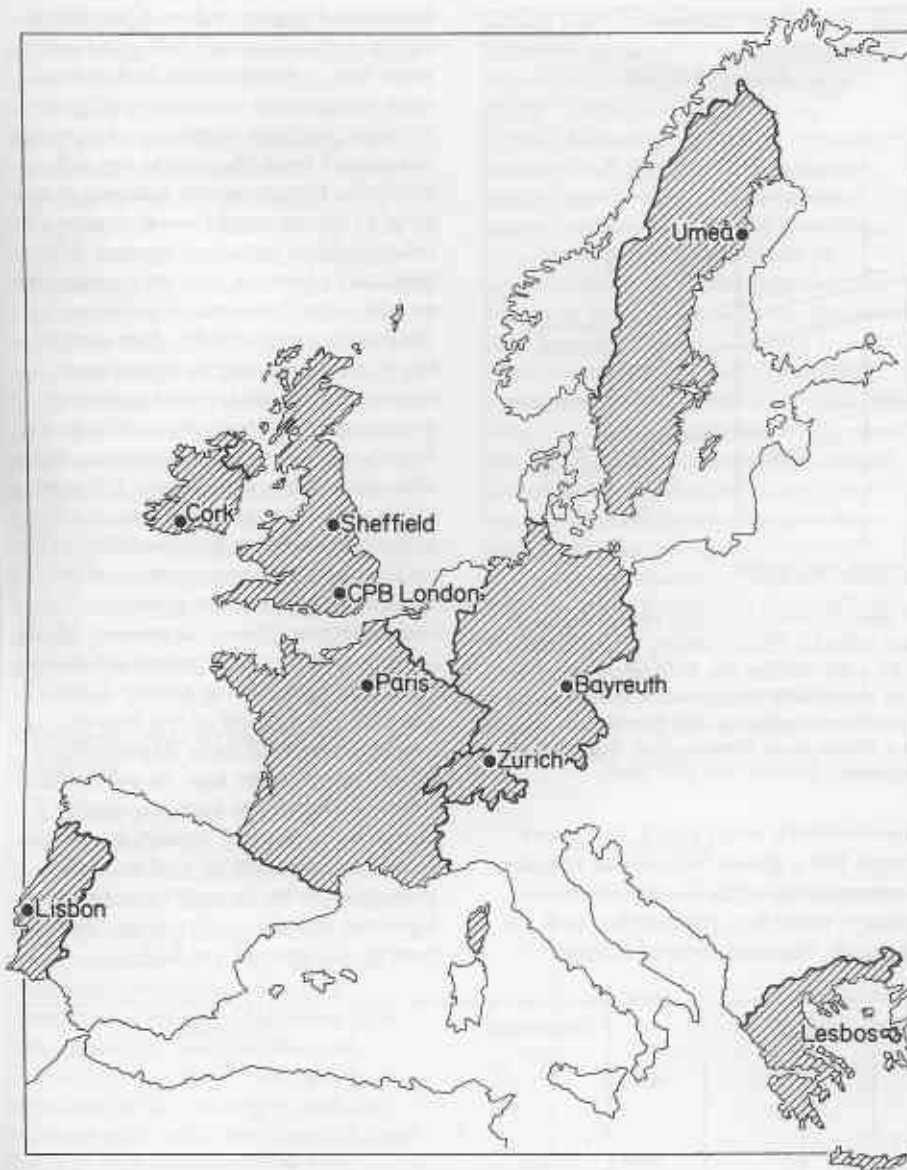 Umeå
Cork
Sheffield
CPB London
Paris
Bayreuth
Zurich
Lisbon
Lesbos